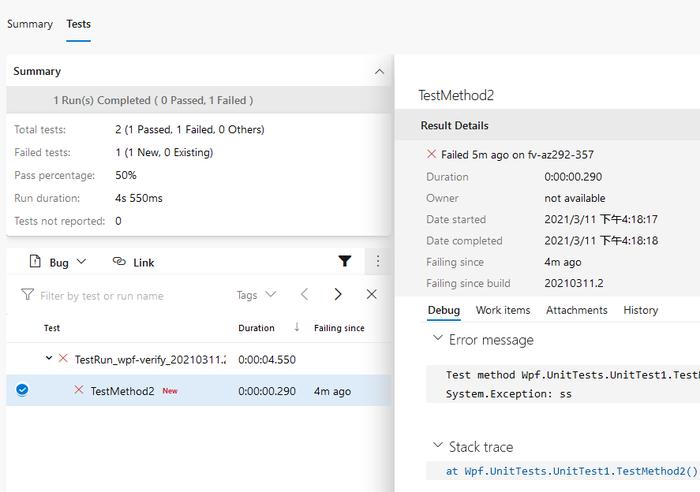 Summary Tests
Summary
1 Run(s) Completed ( 0 Passed, 1 Failed )
Total tests: 2 (1 Passed, 1 Failed, 0 Others)
Failed tests: 1 (1 New, 0 Existing)
Pass percentage: 50%
Run duration: 4s 550ms
Tests not reported: 0
Bug Link
Filter by test or run name Tags
Test Duration Failing since
TestRun_wpf-verify_20210311.2 0:00:04.550
TestMethod2 New 0:00:00.290 4m ago
TestMethod2
Result Details
Failed 5m ago on fv-az292-357
Duration 0:00:00.290
Owner not available
Date started 2021/3/11 下午4:18:17
Date completed 2021/3/11 下午4:18:18
Failing since 4m ago
Failing since build 20210311.2
Debug Work items Attachments History
Error message
Test method Wpf.UnitTests.UnitTest1.Test
System.Exception: ss
Stack trace
at Wpf.UnitTests.UnitTest1.TestMethod2()